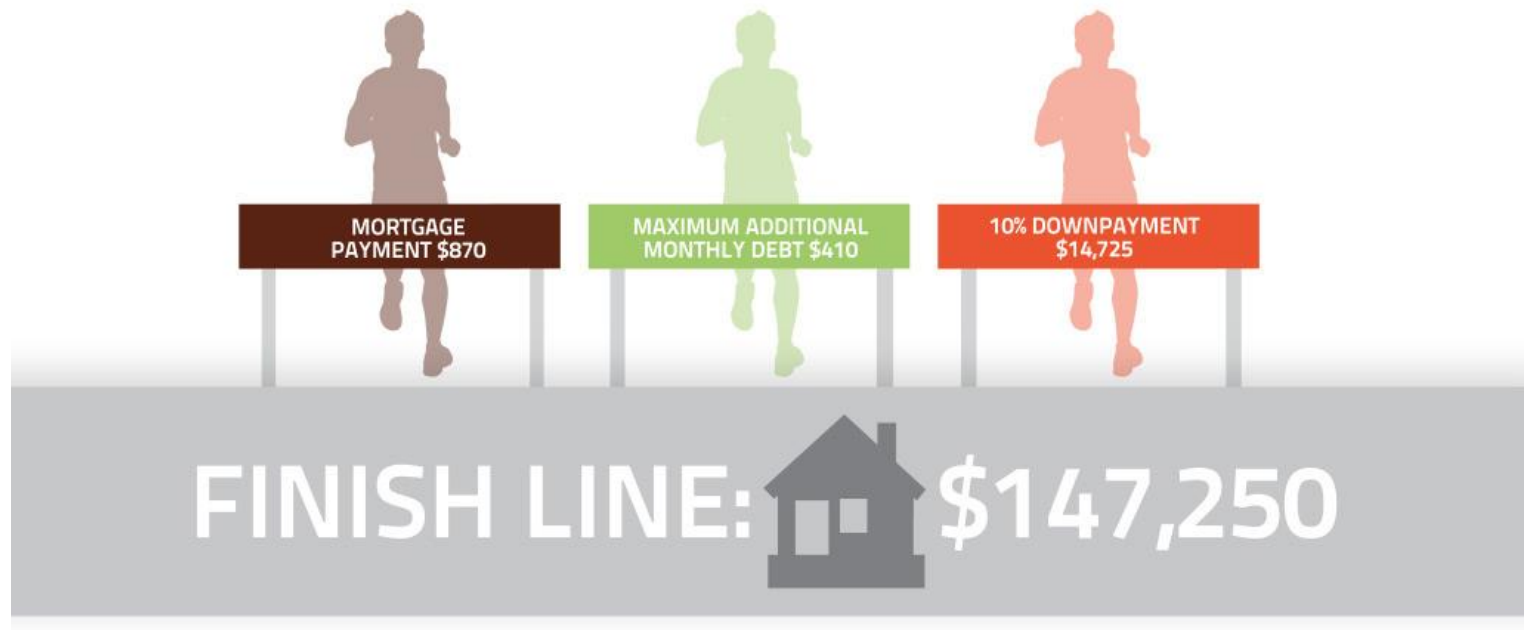 MORTGAGE
PAYMENT $870
MAXIMUM ADDITIONAL
MONTHLY DEBT $410
10% DOWNPAYMENT
$14,725
FINISH LINE: $147,250